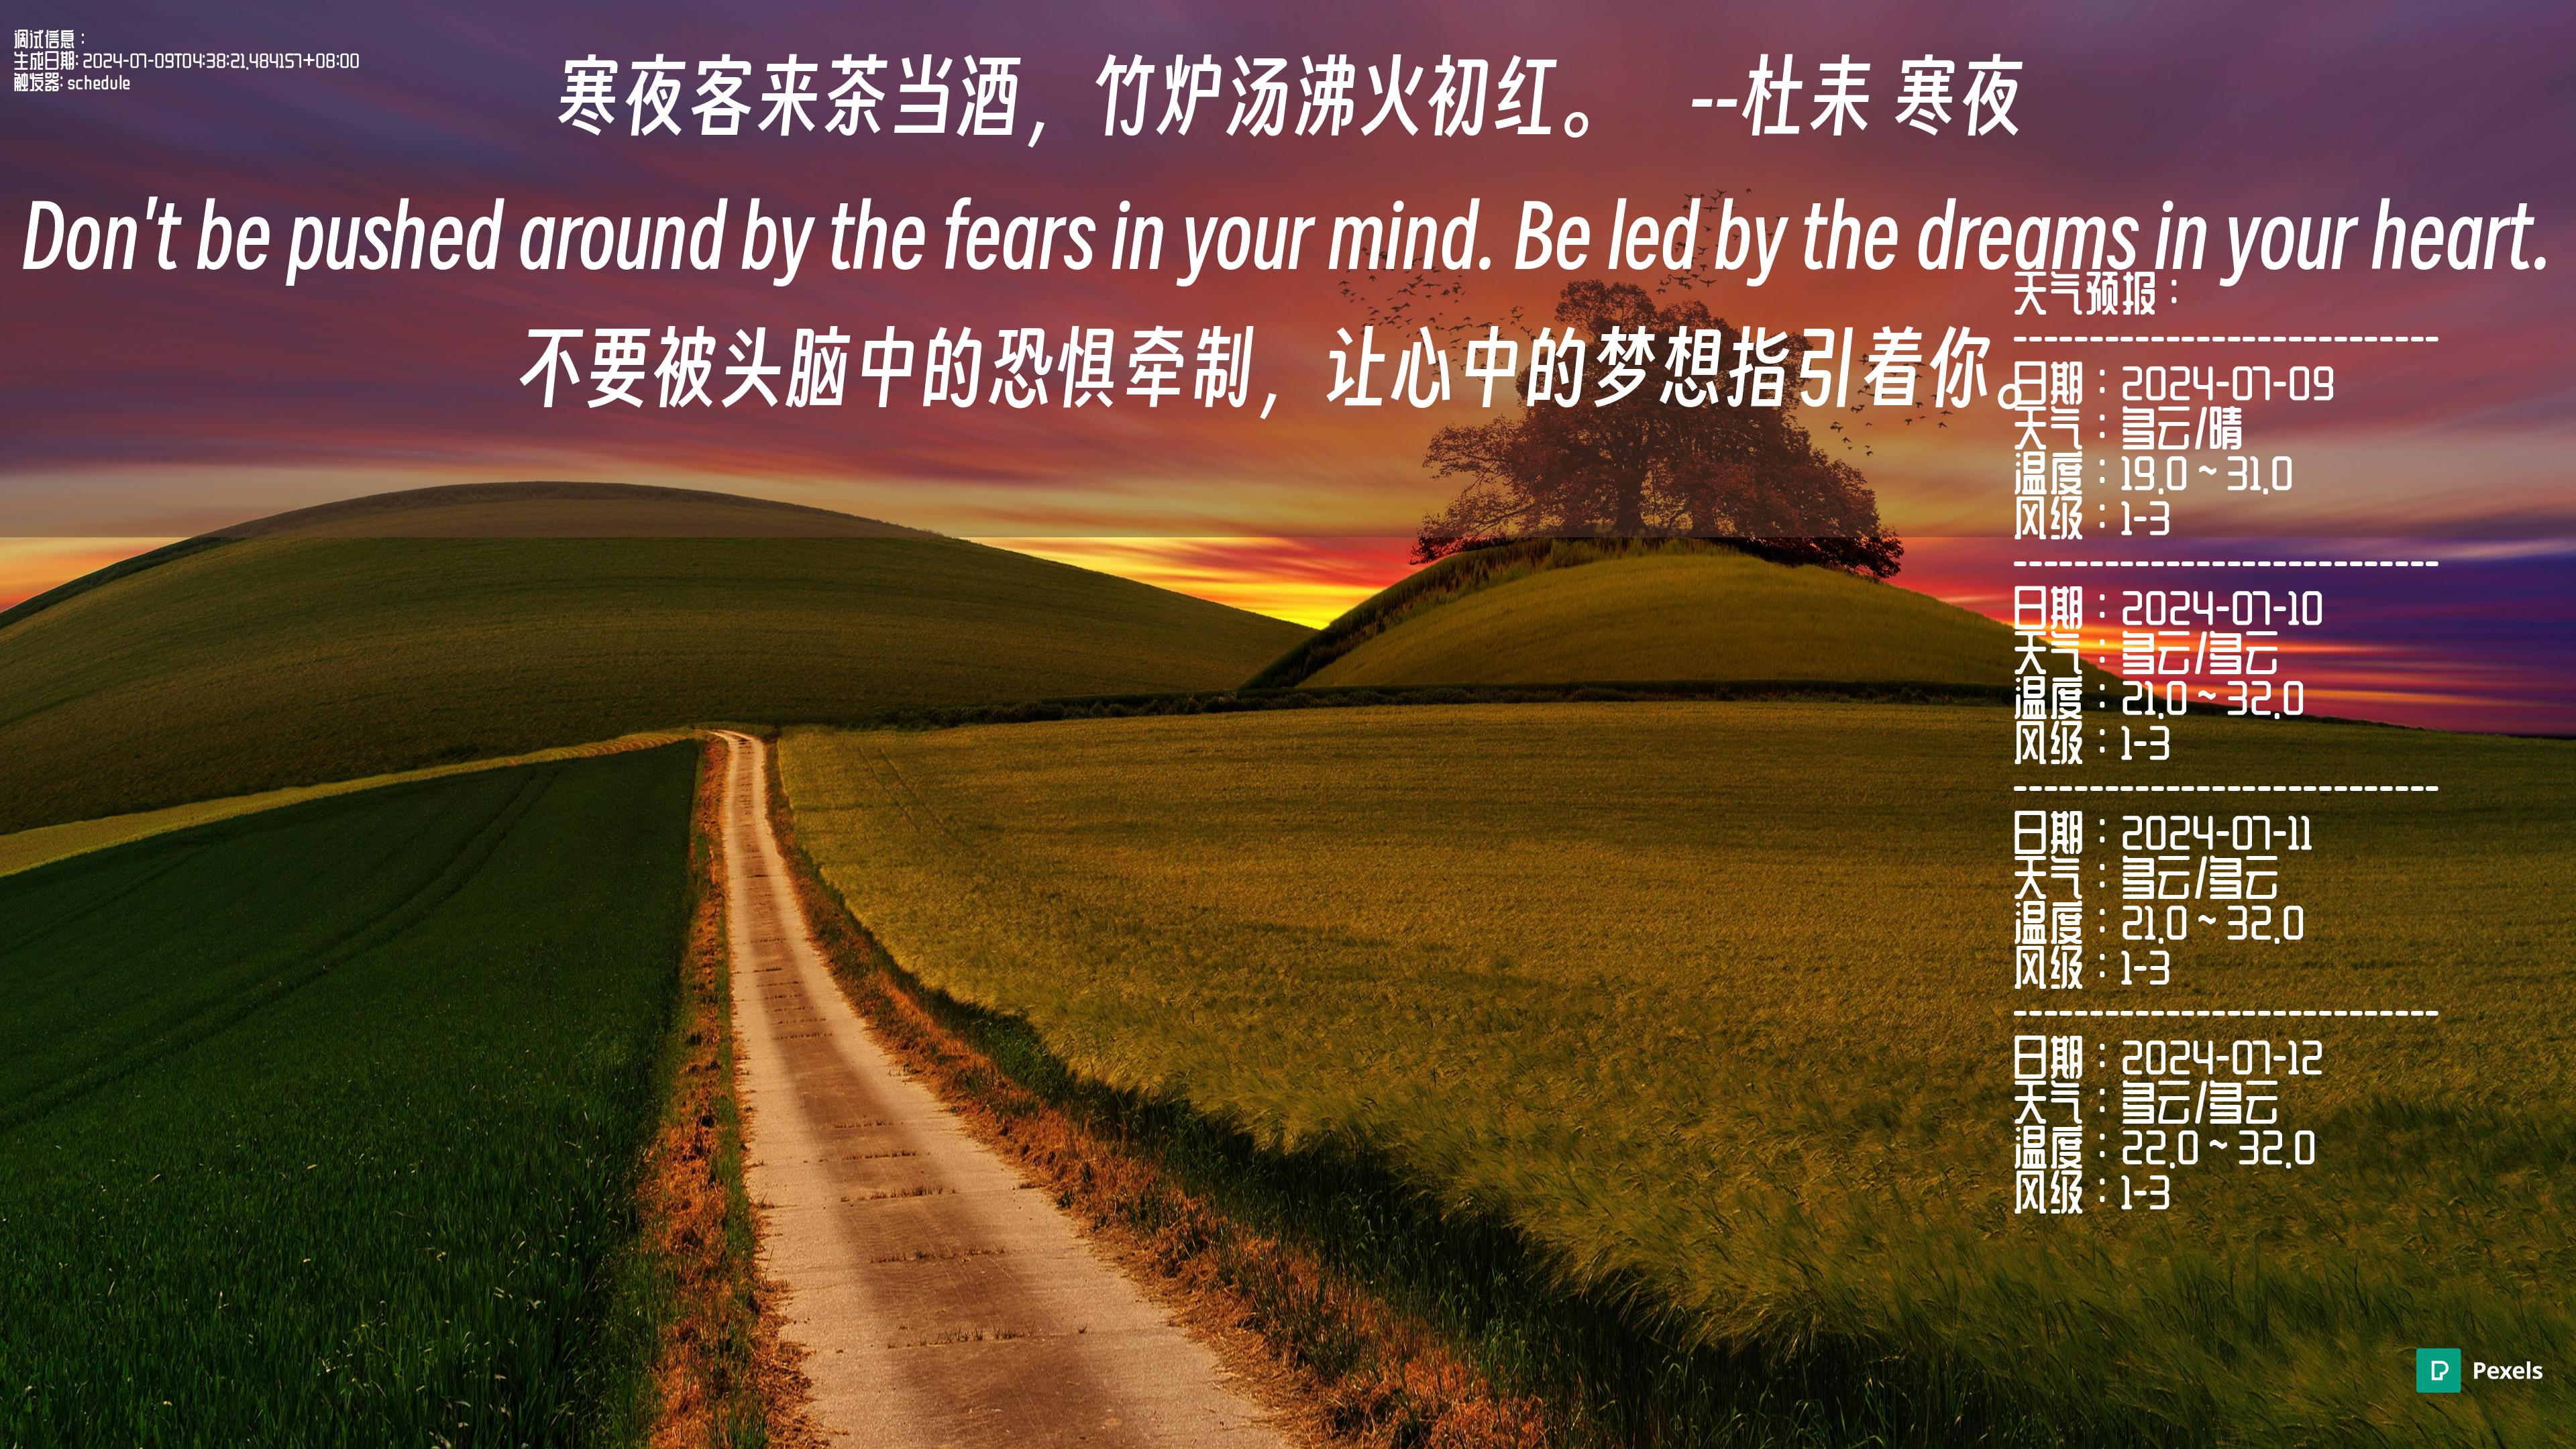 调试信息：
生成日期: 2024-07-09T04:38:21.484157+08:00
触发器: schedule
寒夜客来茶当酒，竹炉汤沸火初红。 --杜耒 寒夜
Don't be pushed around by the fears in your mind. Be led by the dreams in your heart.
不要被头脑中的恐惧牵制，让心中的梦想指引着你。
天气预报：
----------------------------
日期：2024-07-09
天气：多云/晴
温度：19.0 ~ 31.0
风级：1-3
----------------------------
日期：2024-07-10
天气：多云/多云
温度：21.0 ~ 32.0
风级：1-3
----------------------------
日期：2024-07-11
天气：多云/多云
温度：21.0 ~ 32.0
风级：1-3
----------------------------
日期：2024-07-12
天气：多云/多云
温度：22.0 ~ 32.0
风级：1-3
Pexels